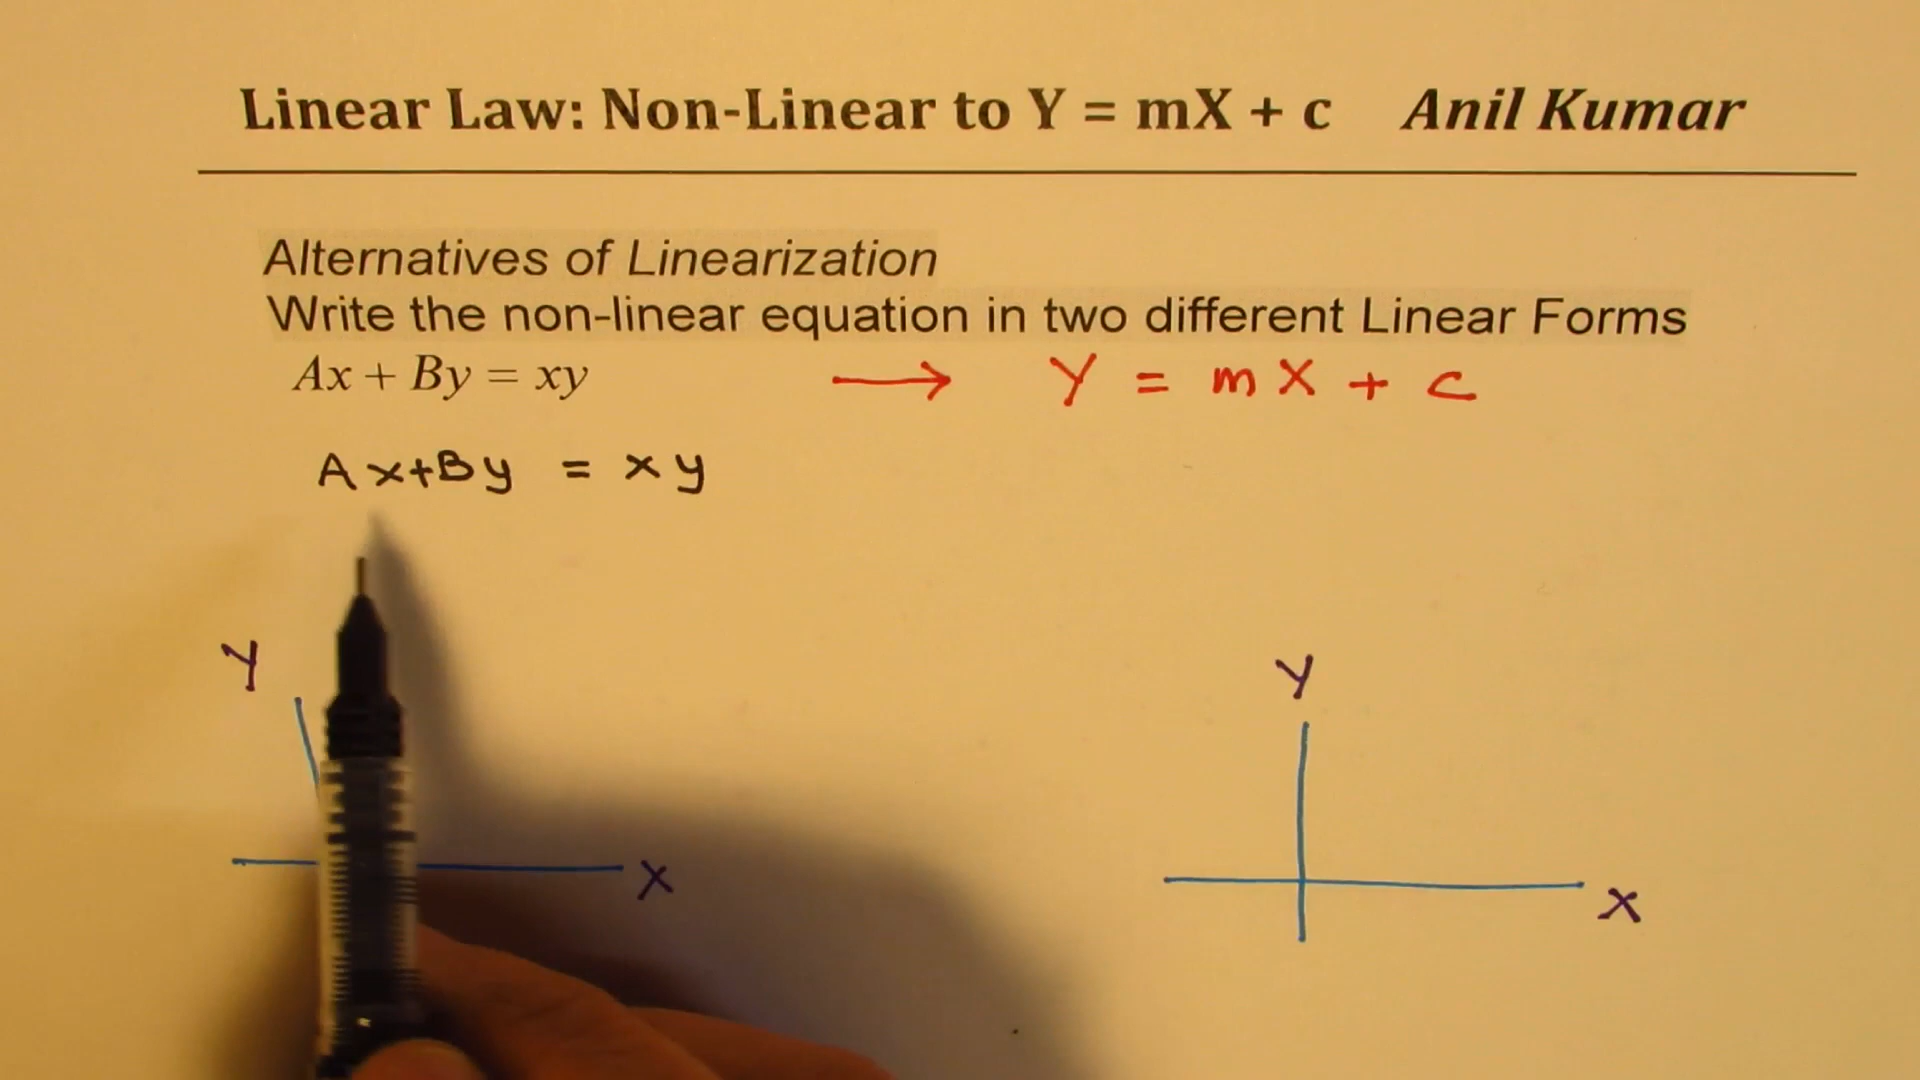 Linear Law: Non-Linear to Y = mX + c Anil Kumar
Alternatives of Linearization
Write the non-linear equation in two different Linear Forms
Ax + By = xy → Y = mX + c
Ax+By = xy
Y
Y
X
X